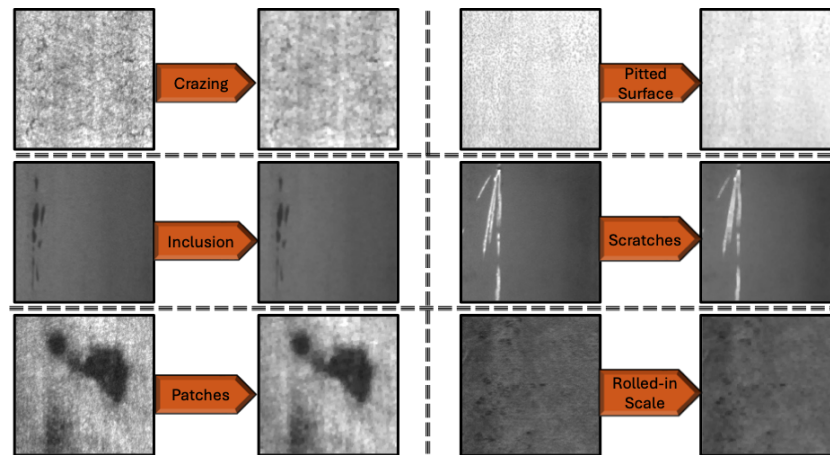 Crazing
Pitted
Surface
Inclusion
Scratches
Patches
Rolled-in
Scale